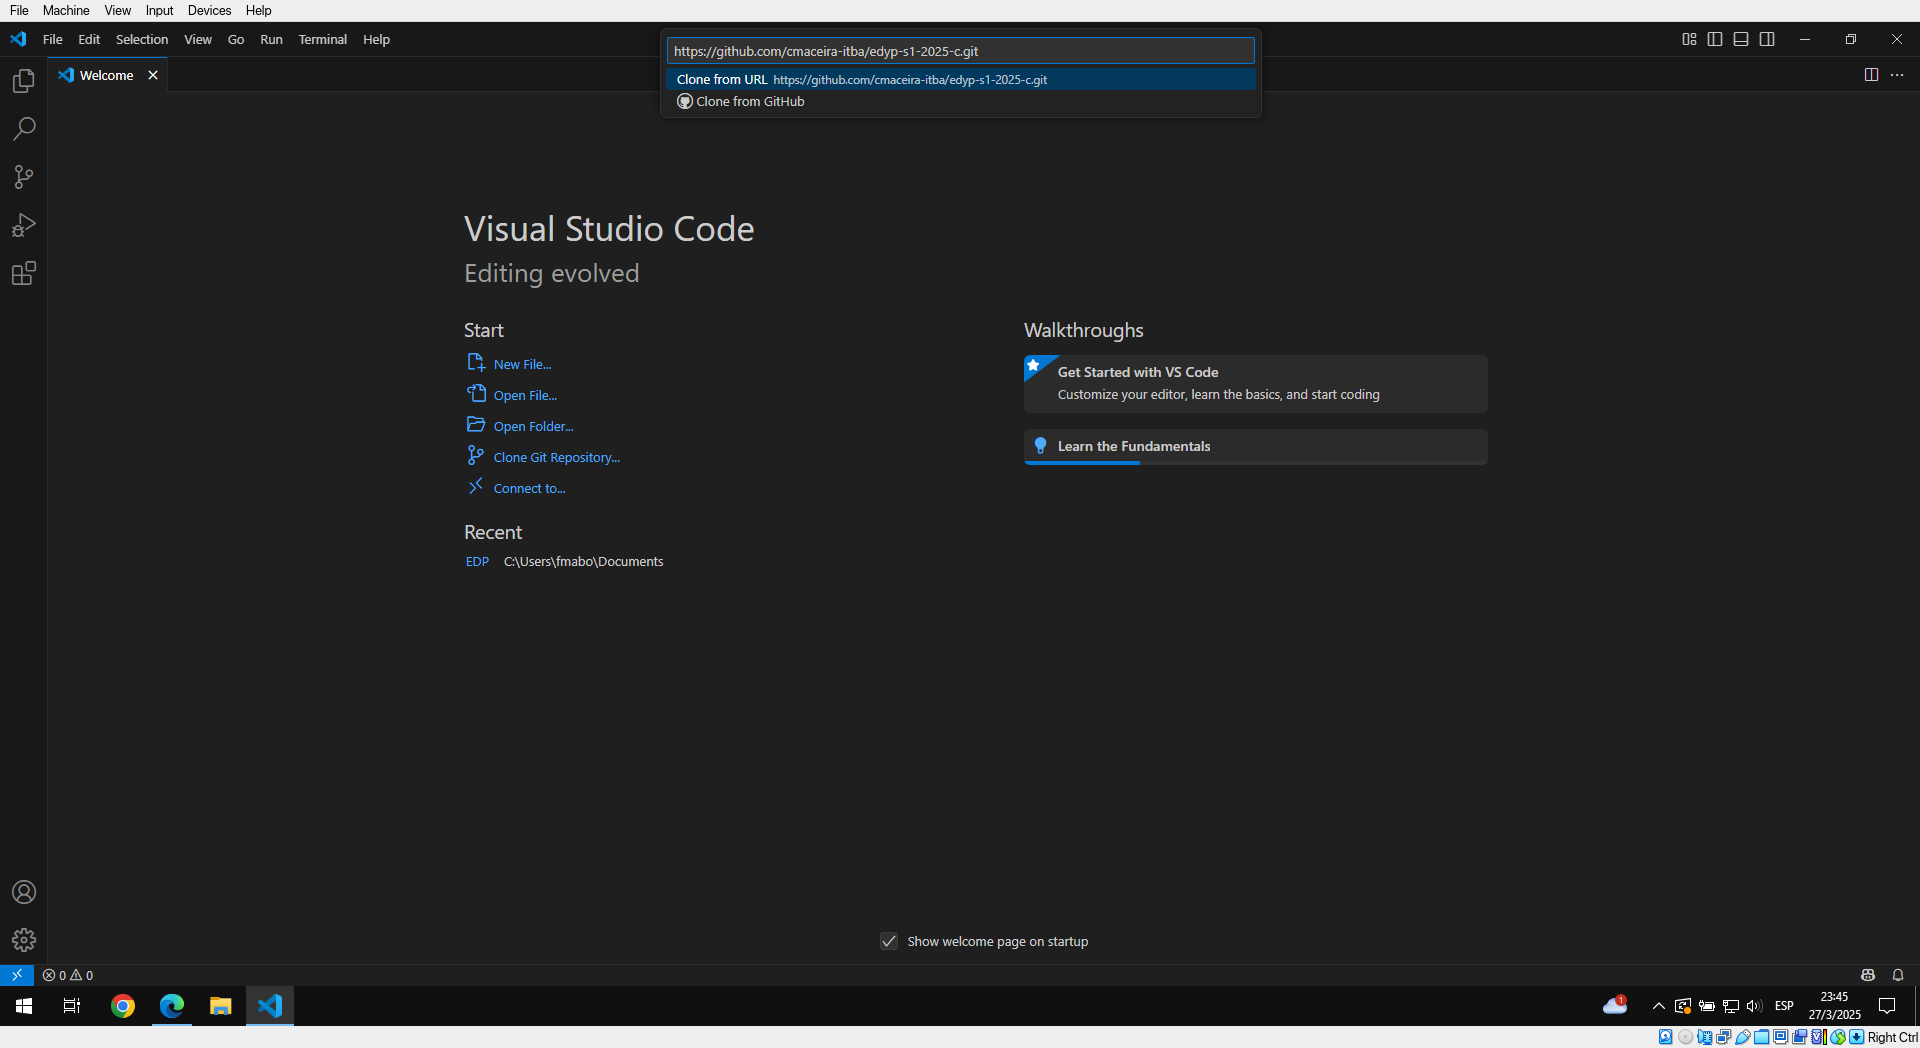 File Machine View Input Devices Help
File Edit Selection View Go Run Terminal Help
https://github.com/cmaceira-itba/edyp-s1-2025-c.git
Clone from URL https://github.com/cmaceira-itba/edyp-s1-2025-c.git
Clone from GitHub
Welcome
Visual Studio Code
Editing evolved
Start
New File...
Open File...
Open Folder...
Clone Git Repository...
Connect to...
Recent
EDP C:\Users\fmabo\Documents
Walkthroughs
Get Started with VS Code
Customize your editor, learn the basics, and start coding
Learn the Fundamentals
Show welcome page on startup
0 0
1
ESP
23:45
27/3/2025
Right Ctrl